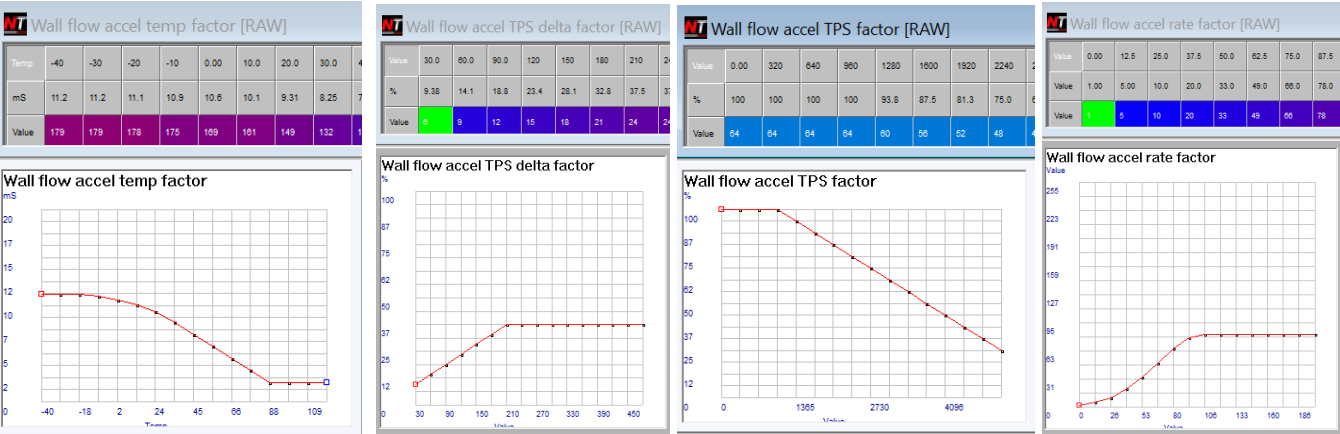 NT Wall flow accel temp factor [RAW]
Temp -40 -30 -20 -10 0.00 10.0 20.0 30.0
mS 11.2 11.2 11.1 10.9 10.6 10.1 9.31 8.25
Value 179 179 178 175 169 161 149 132
Wall flow accel temp factor
mS
20
17
15
12
10
7
5
2
0 -40 -18 2 24 45 66 88 109
Temp
NT Wall flow accel TPS delta factor [RAW]
Value 30.0 60.0 90.0 120 150 180 210
% 9.38 14.1 18.8 23.4 28.1 32.8 37.5
Value 6 9 12 15 18 21 24 24
Wall flow accel TPS delta factor
%
100
87
75
62
50
37
25
12
0 30 90 150 210 270 330 390 450
Value
NT Wall flow accel TPS factor [RAW]
Value 0.00 320 640 960 1280 1600 1920 2240
% 100 100 100 100 93.8 87.5 81.3 75.0
Value 64 64 64 64 60 56 52 48
Wall flow accel TPS factor
%
100
87
75
62
50
37
25
12
0 0 1365 2730 4096
Value
NT Wall flow accel rate factor [RAW]
Value 0.00 12.5 25.0 37.5 50.0 62.5 75.0 87.5
Value 1.00 5.00 10.0 20.0 33.0 49.0 66.0 78.0
Value 1 5 10 20 33 49 66 78
Wall flow accel rate factor
Value
255
223
191
159
127
95
63
31
0 0 26 53 80 106 133 160 186
Value